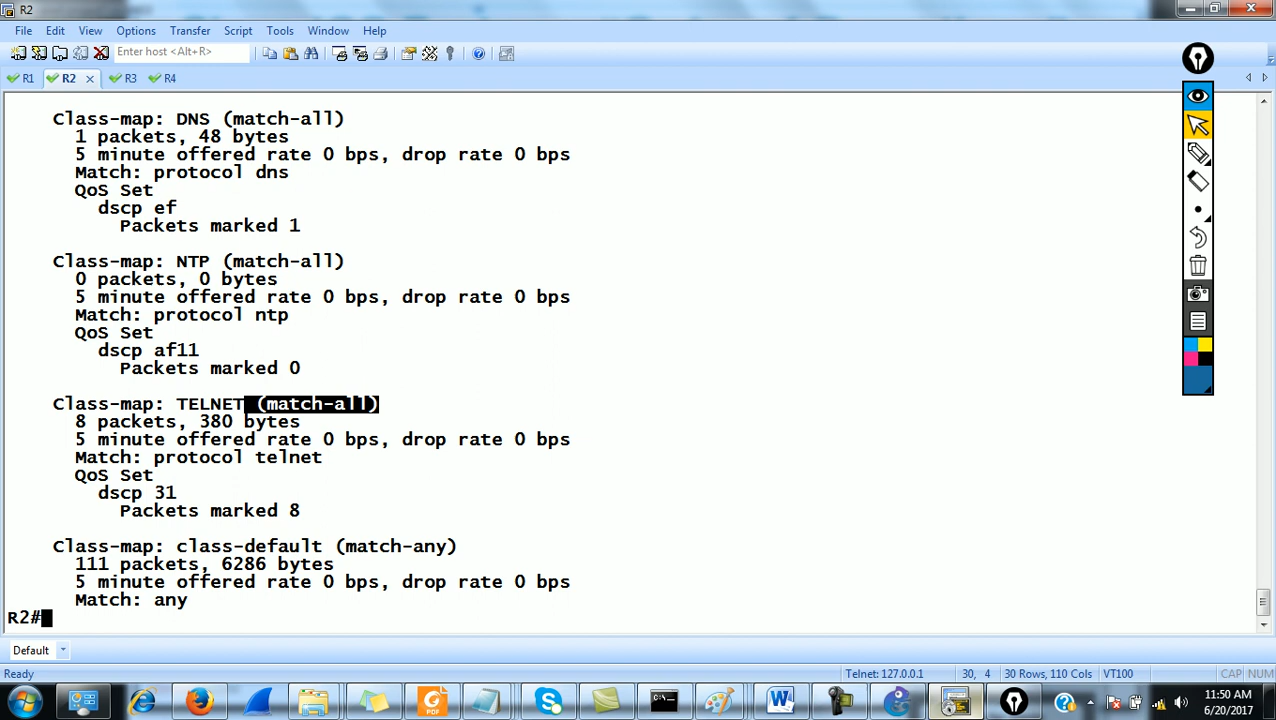 R2
File Edit View Options Transfer Script Tools Window Help
Enter host <Alt+R>
R1 R2 R3 R4
Class-map: DNS (match-all)
1 packets, 48 bytes
5 minute offered rate 0 bps, drop rate 0 bps
Match: protocol dns
QoS Set
dscp ef
Packets marked 1
Class-map: NTP (match-all)
0 packets, 0 bytes
5 minute offered rate 0 bps, drop rate 0 bps
Match: protocol ntp
QoS Set
dscp af11
Packets marked 0
Class-map: TELNET (match-all)
8 packets, 380 bytes
5 minute offered rate 0 bps, drop rate 0 bps
Match: protocol telnet
QoS Set
dscp 31
Packets marked 8
Class-map: class-default (match-any)
111 packets, 6286 bytes
5 minute offered rate 0 bps, drop rate 0 bps
Match: any
R2#
Default
Ready Telnet: 127.0.0.1 30, 4 30 Rows, 110 Cols VT100 CAP NUM
11:50 AM
6/20/2017